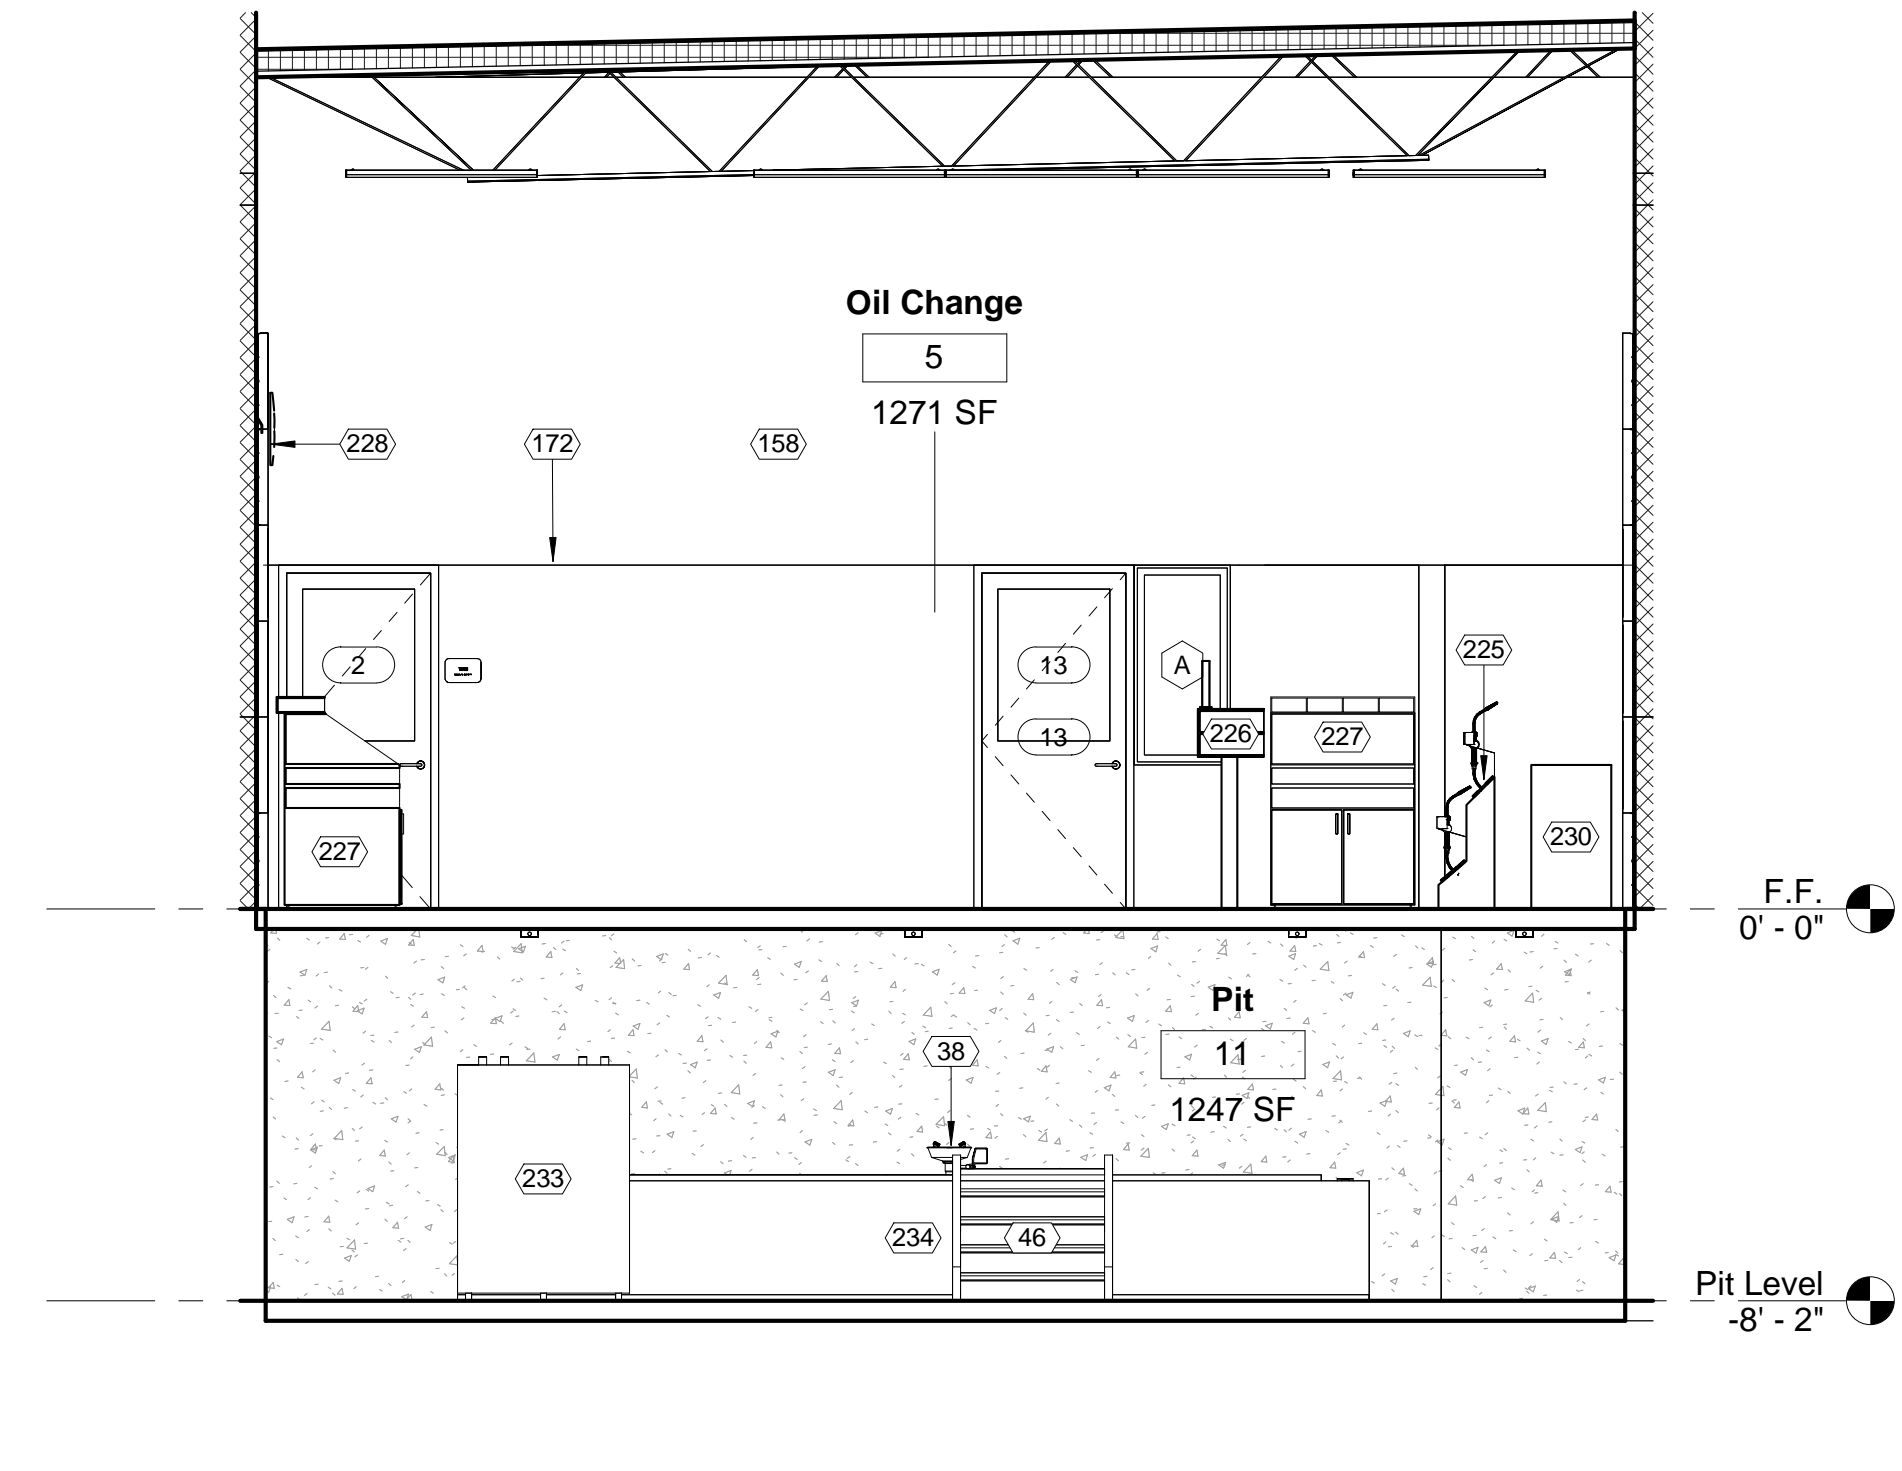 Oil Change
5
1271 SF
228
172
158
2
13
A
225
13
226
227
227
230
F.F.
0' - 0"
Pit
11
1247 SF
38
233
234
46
Pit Level
-8' - 2"